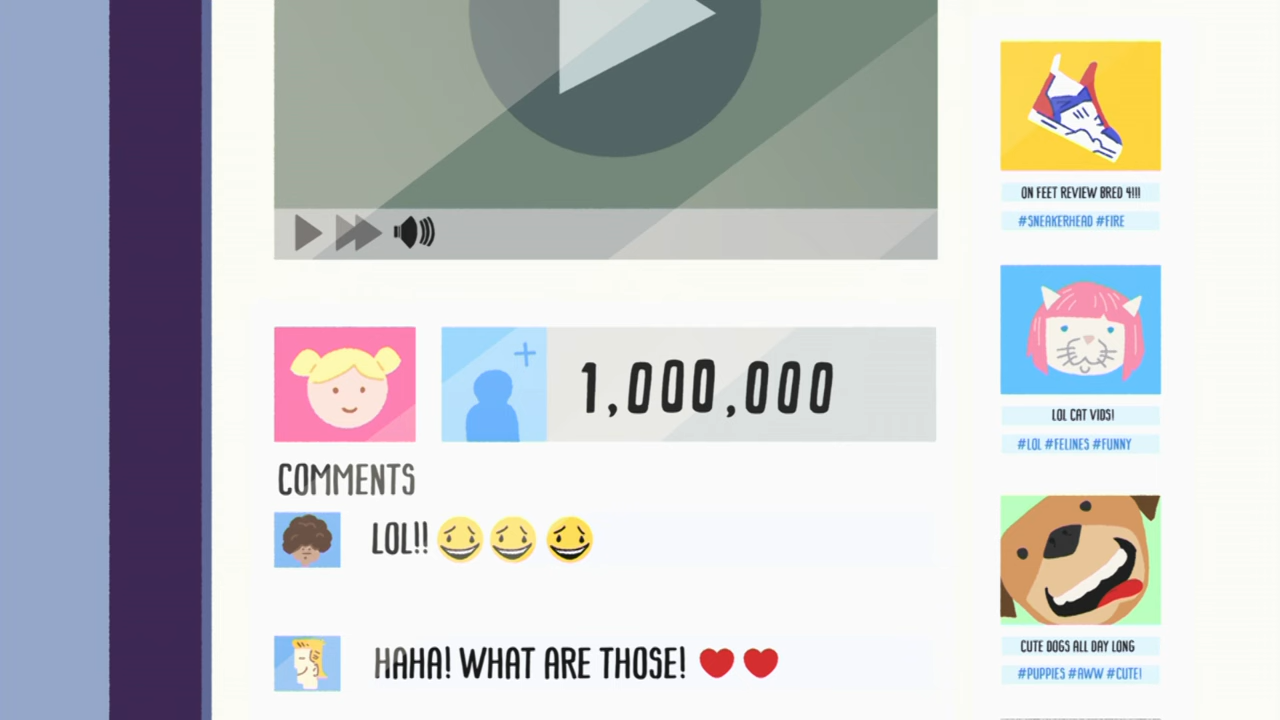 1,000,000
COMMENTS
LOL!!
HAHA! WHAT ARE THOSE!
ON FEET REVIEW BRED 4!!!
#SNEAKERHEAD #FIRE
LOL CAT VIDS!
#LOL #FELINES #FUNNY
CUTE DOGS ALL DAY LONG
#PUPPIES #AWW #CUTE!